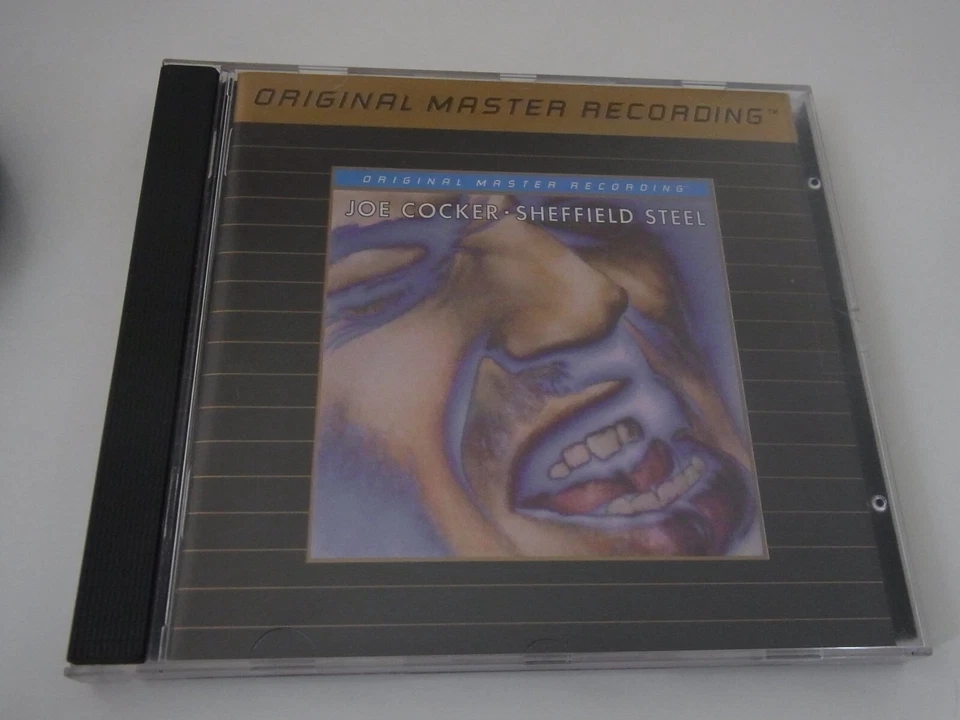 ORIGINAL MASTER RECORDING™
ORIGINAL MASTER RECORDING
JOE COCKER · SHEFFIELD STEEL